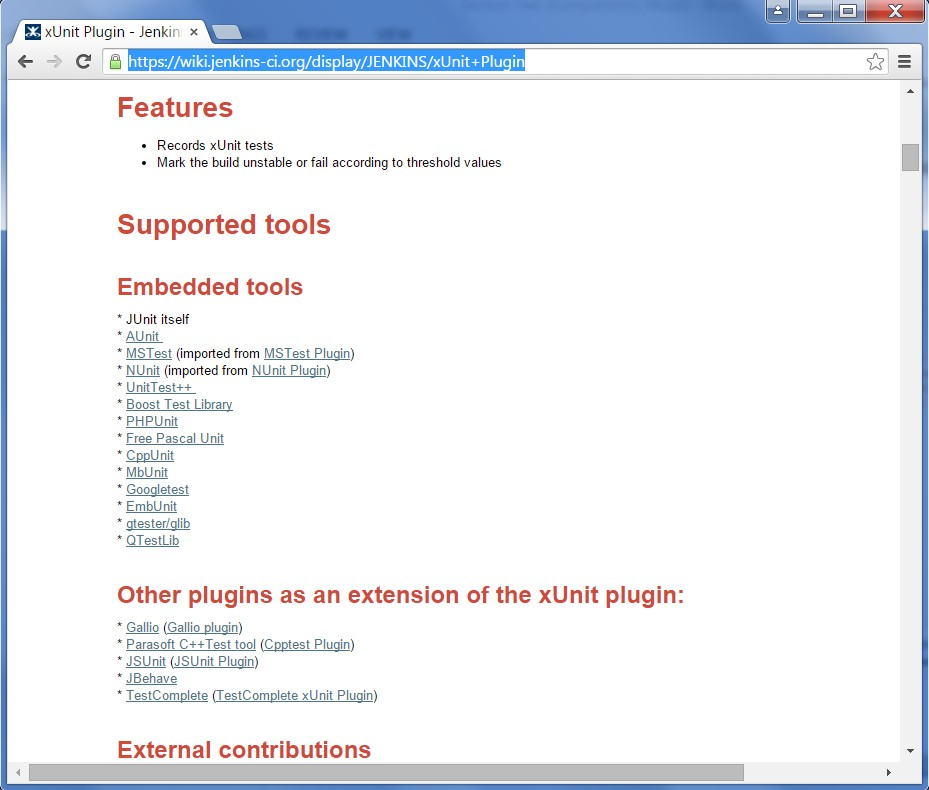 xUnit Plugin - Jenkin
https://wiki.jenkins-ci.org/display/JENKINS/xUnit+Plugin
Features
• Records xUnit tests
• Mark the build unstable or fail according to threshold values
Supported tools
Embedded tools
* JUnit itself
* AUnit
* MSTest (imported from MSTest Plugin)
* NUnit (imported from NUnit Plugin)
* UnitTest++
* Boost Test Library
* PHPUnit
* Free Pascal Unit
* CppUnit
* MbUnit
* Googletest
* EmbUnit
* gtester/glib
* QTestLib
Other plugins as an extension of the xUnit plugin:
* Gallio (Gallio plugin)
* Parasoft C++Test tool (Cpptest Plugin)
* JSUnit (JSUnit Plugin)
* JBehave
* TestComplete (TestComplete xUnit Plugin)
External contributions